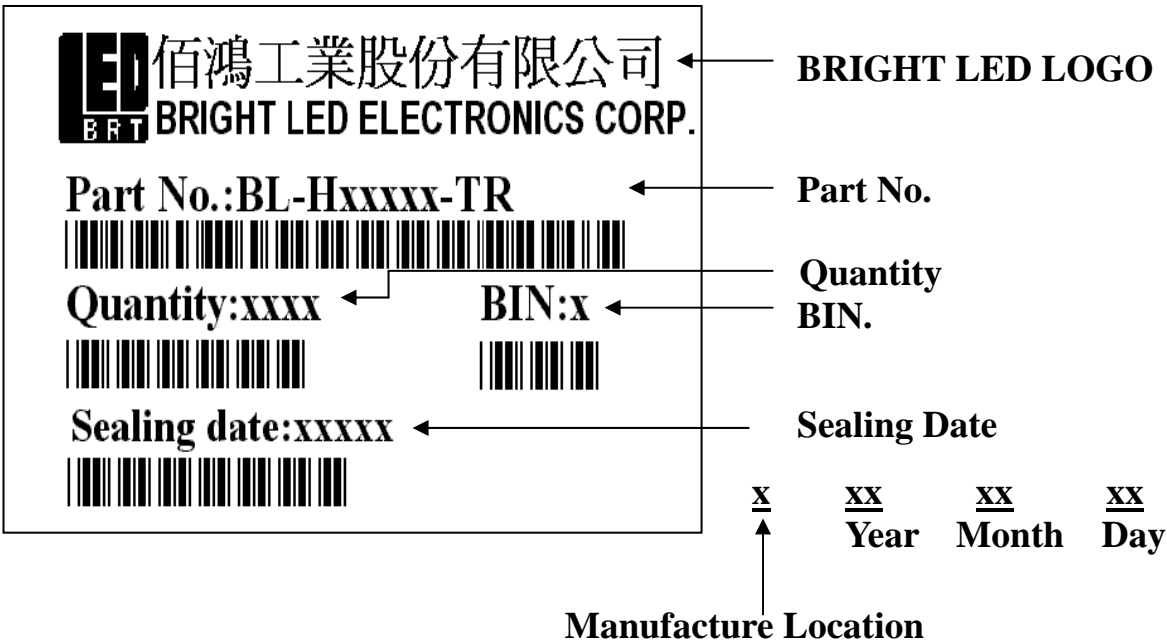 LED 佰鴻工業股份有限公司
BRT BRIGHT LED ELECTRONICS CORP.
BRIGHT LED LOGO
Part No.:BL-Hxxxxx-TR
Part No.
Quantity:xxxx
BIN:x
Quantity
BIN.
Sealing date:xxxxx
Sealing Date
x xx xx xx
Year Month Day
Manufacture Location